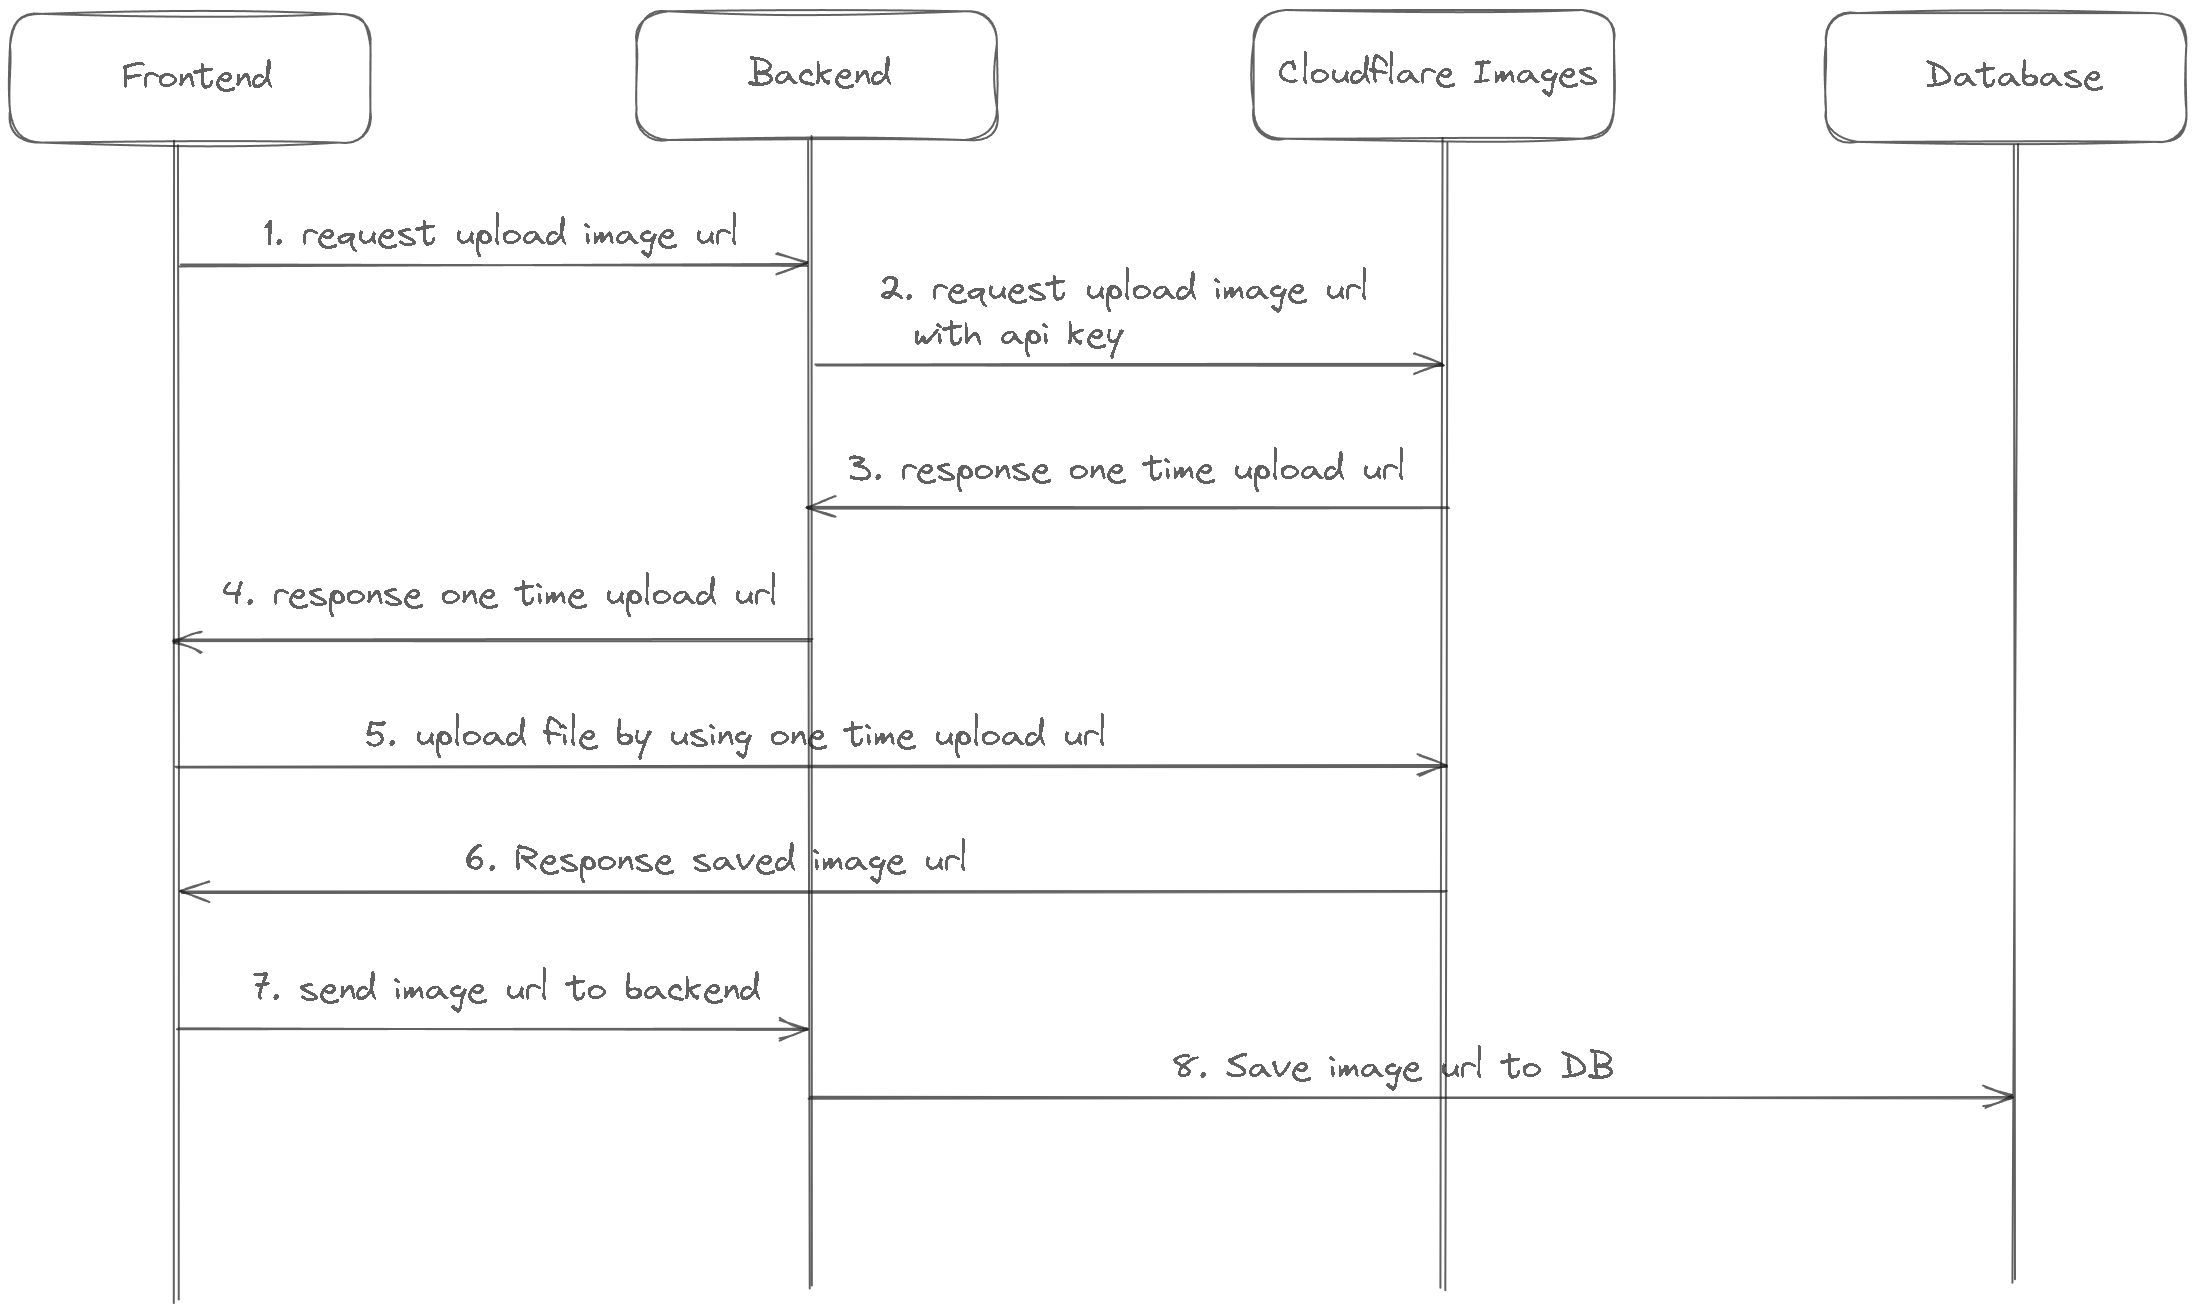 Frontend
Backend
Cloudflare Images
Database
1. request upload image url
2. request upload image url
with api key
3. response one time upload url
4. response one time upload url
5. upload file by using one time upload url
6. Response saved image url
7. send image url to backend
8. Save image url to DB